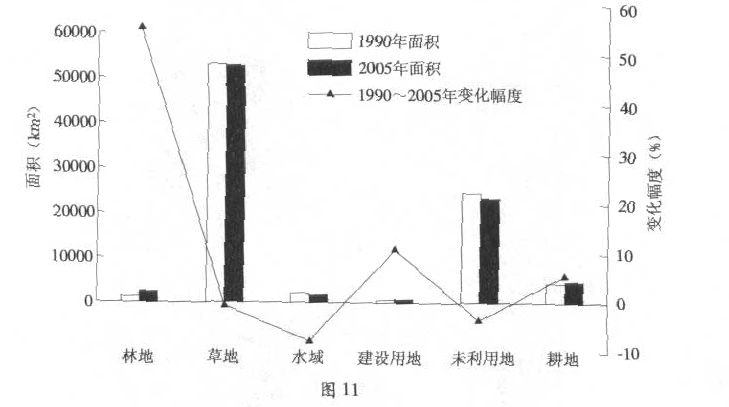 60000
50000
40000
30000
20000
10000
0
面积（km²）
1990年面积
2005年面积
1990～2005年变化幅度
60
50
40
30
20
10
0
-10
变化幅度（%）
林地 草地 水域 建设用地 未利用地 耕地
图 11